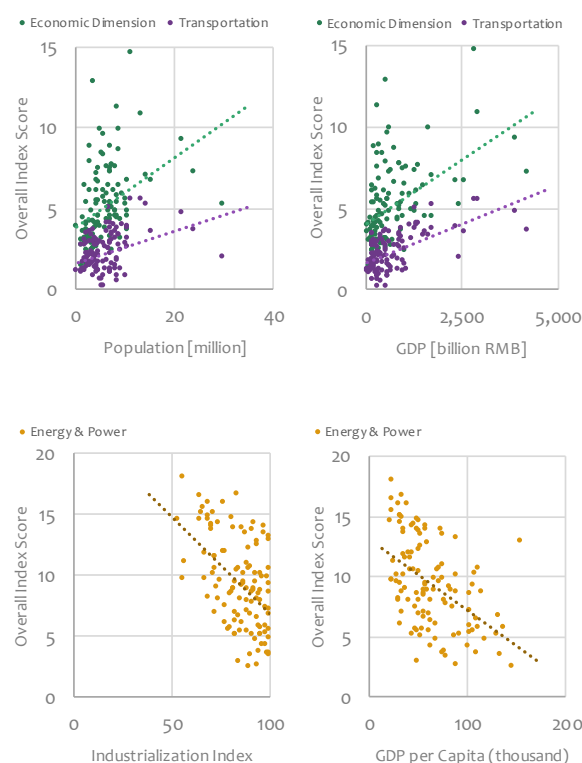 Economic Dimension Transportation
Overall Index Score
15
10
5
0
0 20 40
Population [million]
Economic Dimension Transportation
Overall Index Score
15
10
5
0
0 2,500 5,000
GDP [billion RMB]
Energy & Power
Overall Index Score
20
15
10
5
0
0 50 100
Industrialization Index
Energy & Power
Overall Index Score
20
15
10
5
0
0 100 200
GDP per Capita (thousand)